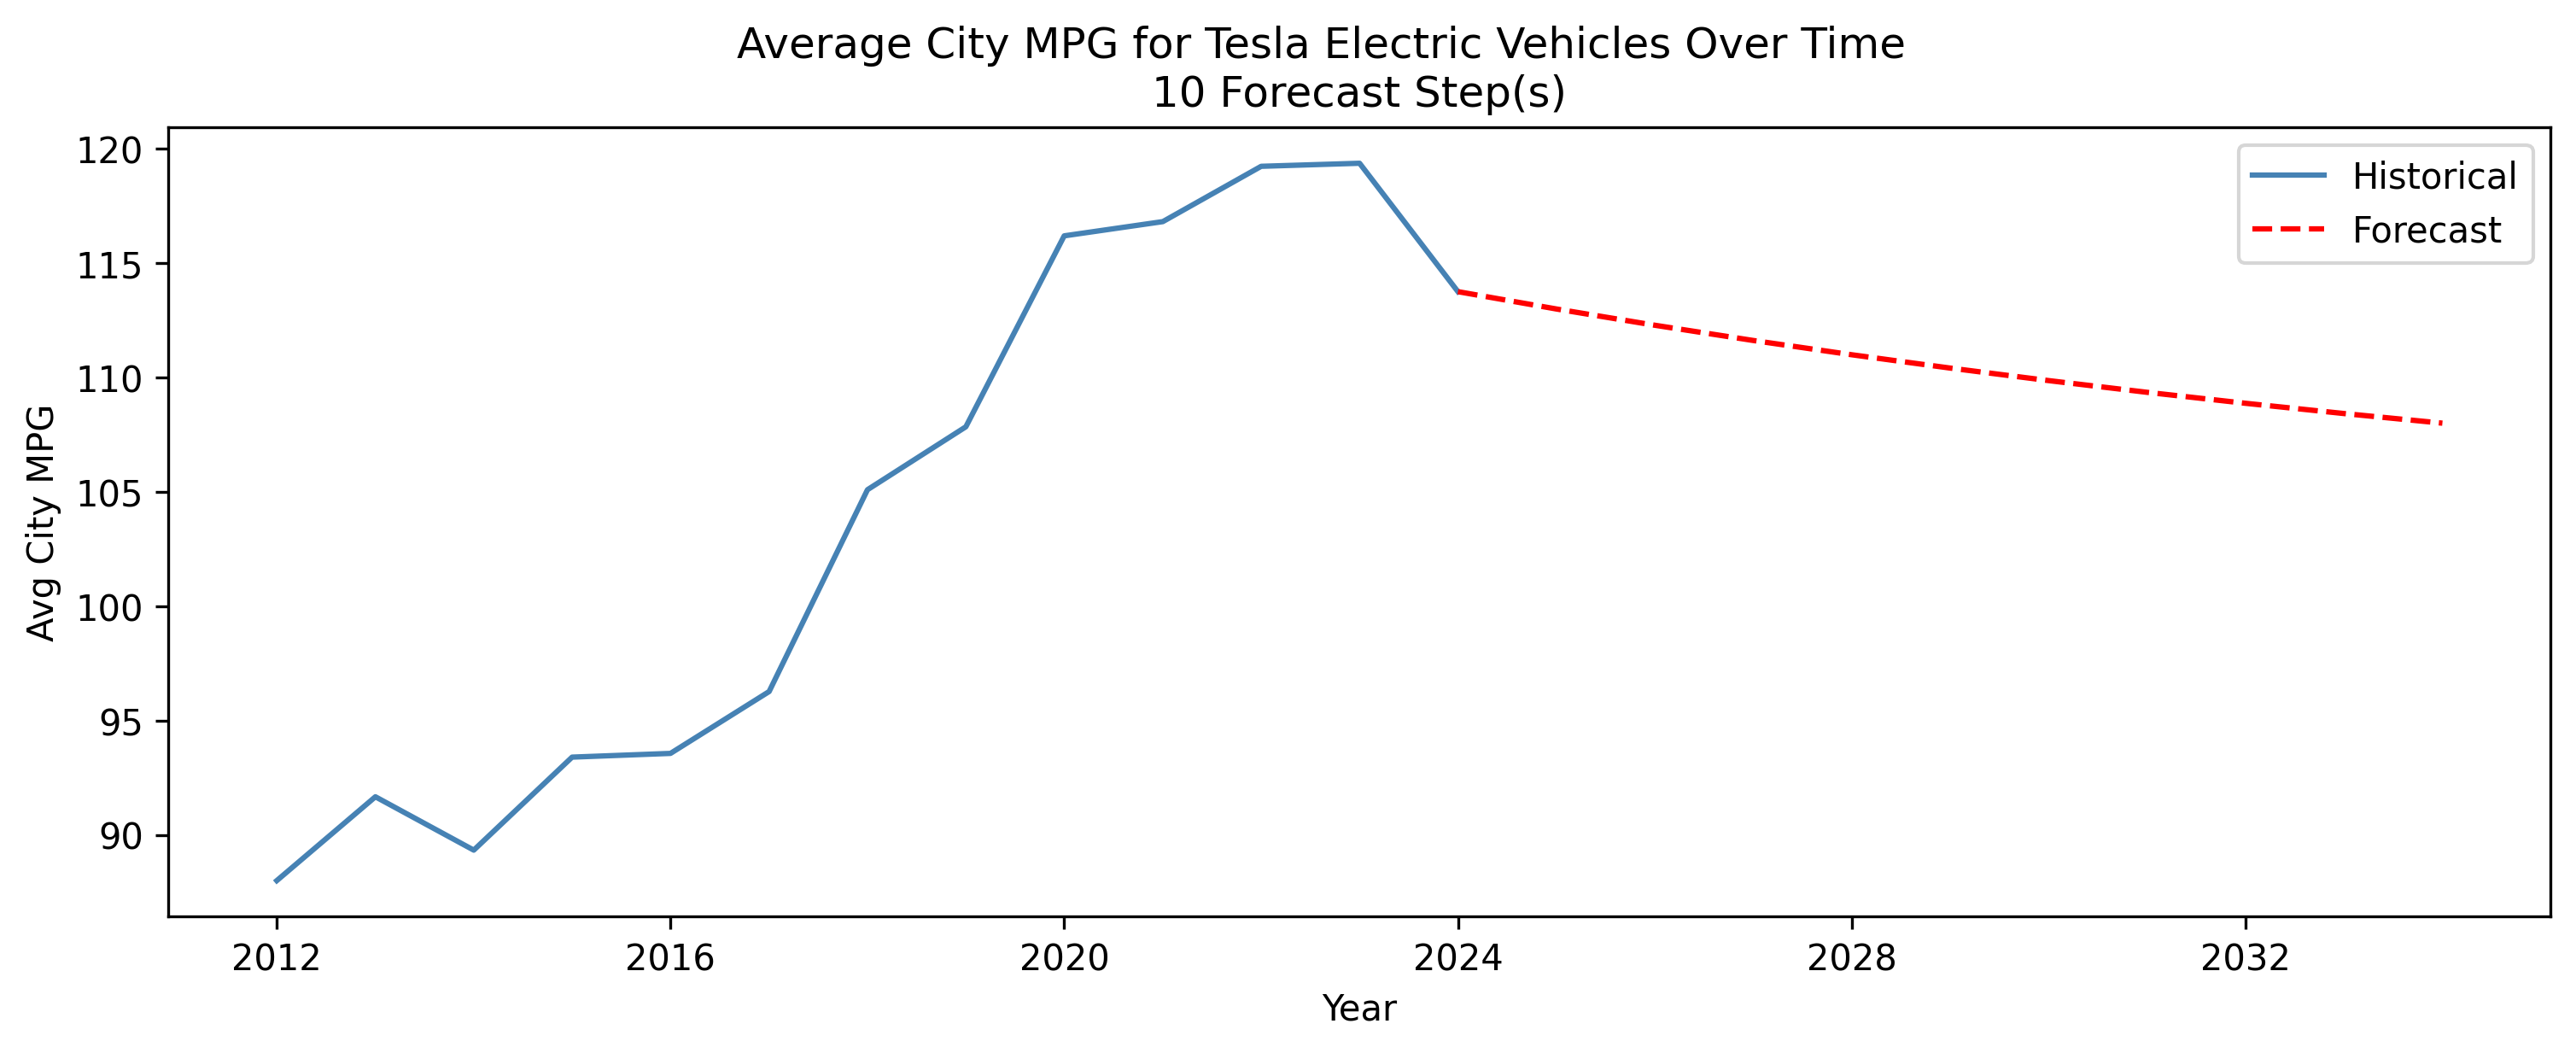 Average City MPG for Tesla Electric Vehicles Over Time
10 Forecast Step(s)
120
115
110
105
100
95
90
Avg City MPG
Historical
Forecast
2012
2016
2020
2024
2028
2032
Year